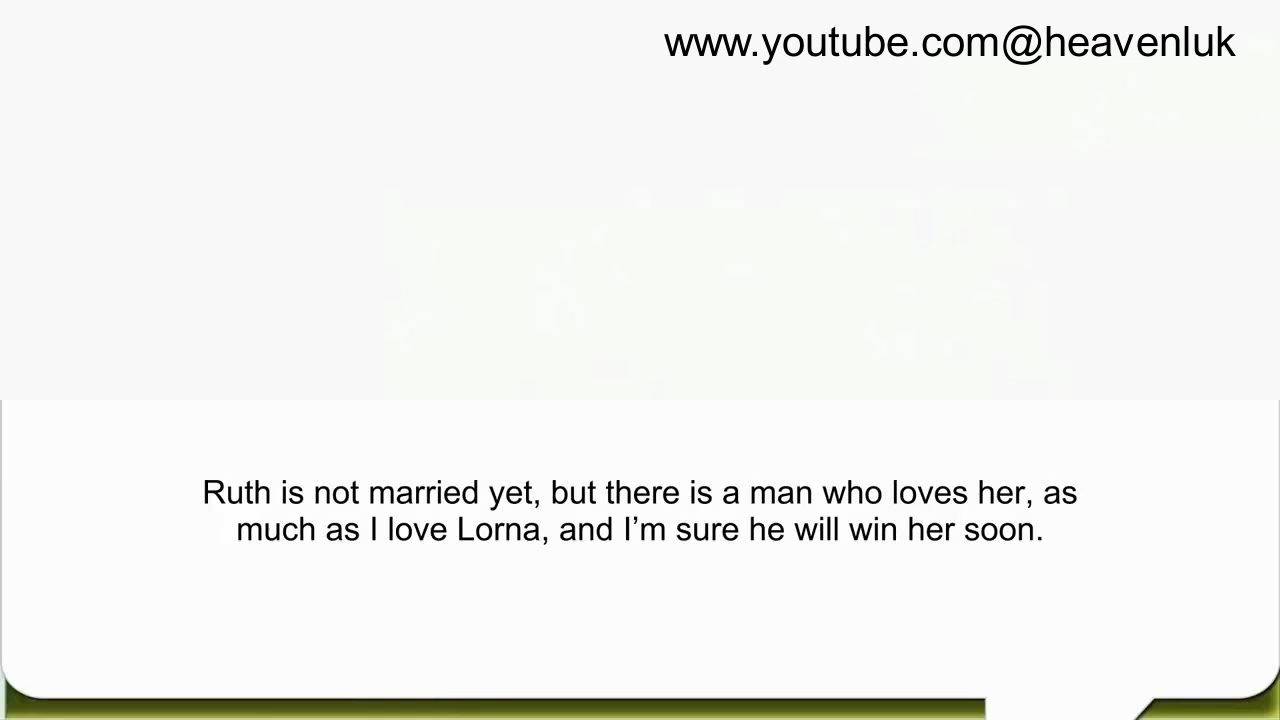 www.youtube.com@heavenluk
Ruth is not married yet, but there is a man who loves her, as
much as I love Lorna, and I’m sure he will win her soon.